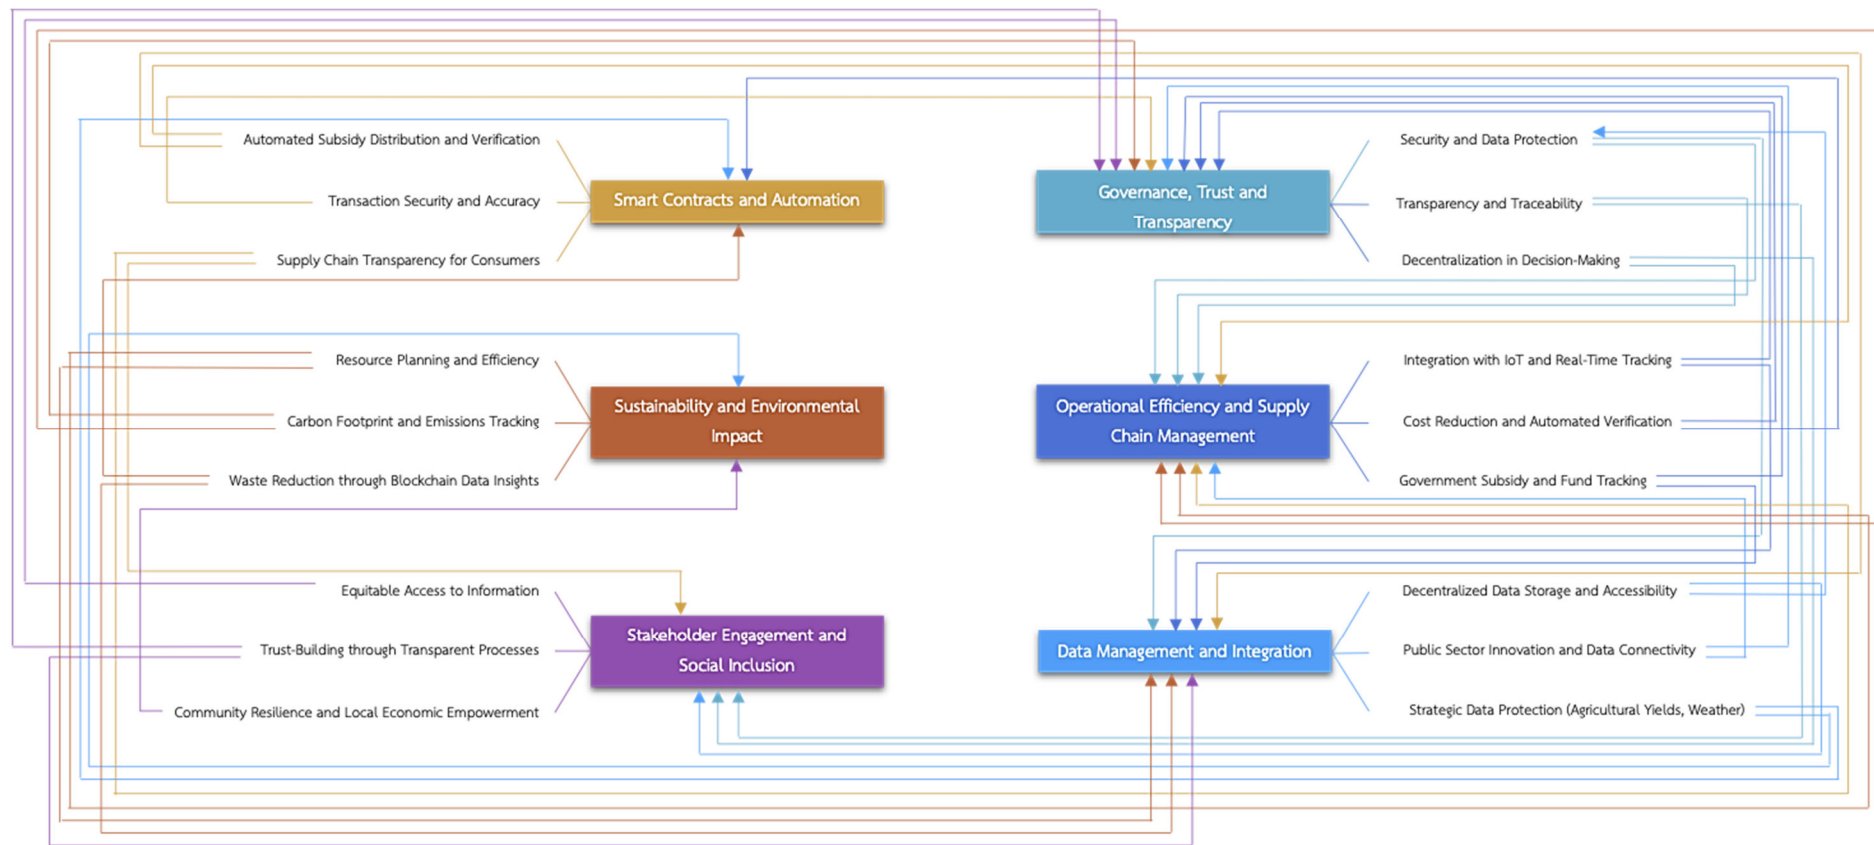 Automated Subsidy Distribution and Verification
Transaction Security and Accuracy
Supply Chain Transparency for Consumers
Smart Contracts and Automation
Governance, Trust and
Transparency
Security and Data Protection
Transparency and Traceability
Decentralization in Decision-Making
Resource Planning and Efficiency
Carbon Footprint and Emissions Tracking
Waste Reduction through Blockchain Data Insights
Sustainability and Environmental
Impact
Operational Efficiency and Supply
Chain Management
Integration with IoT and Real-Time Tracking
Cost Reduction and Automated Verification
Government Subsidy and Fund Tracking
Equitable Access to Information
Trust-Building through Transparent Processes
Community Resilience and Local Economic Empowerment
Stakeholder Engagement and
Social Inclusion
Data Management and Integration
Decentralized Data Storage and Accessibility
Public Sector Innovation and Data Connectivity
Strategic Data Protection (Agricultural Yields, Weather)